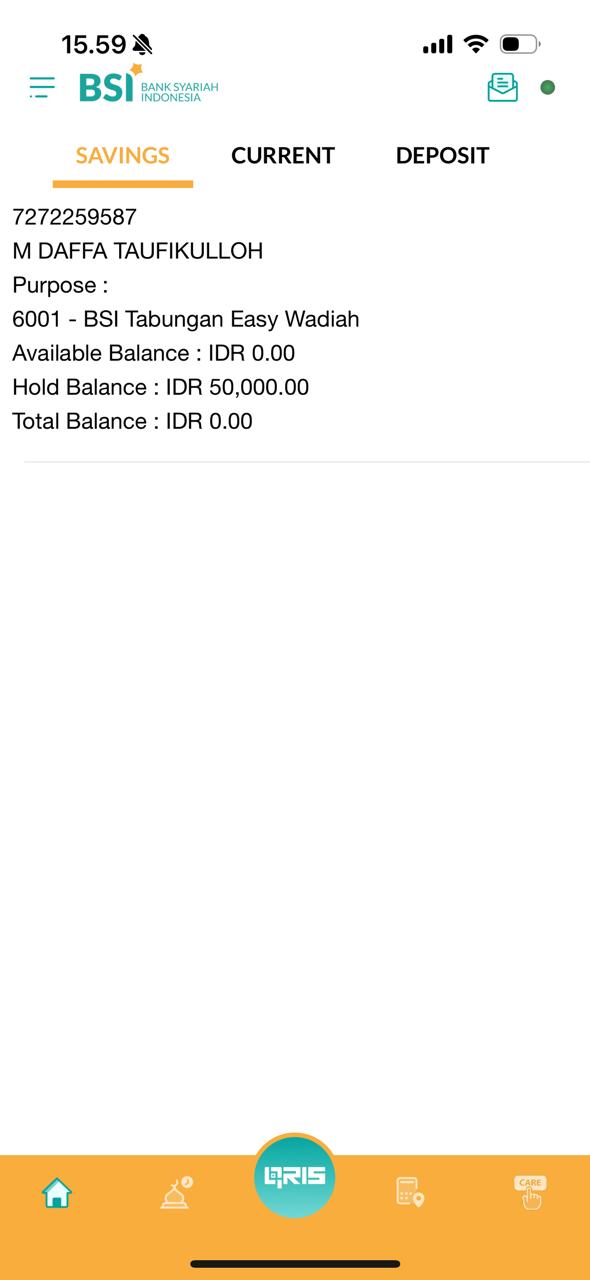 15.59
BSI BANK SYARIAH
INDONESIA
SAVINGS CURRENT DEPOSIT
7272259587
M DAFFA TAUFIKULLOH
Purpose :
6001 - BSI Tabungan Easy Wadiah
Available Balance : IDR 0.00
Hold Balance : IDR 50,000.00
Total Balance : IDR 0.00
QRIS
CARE